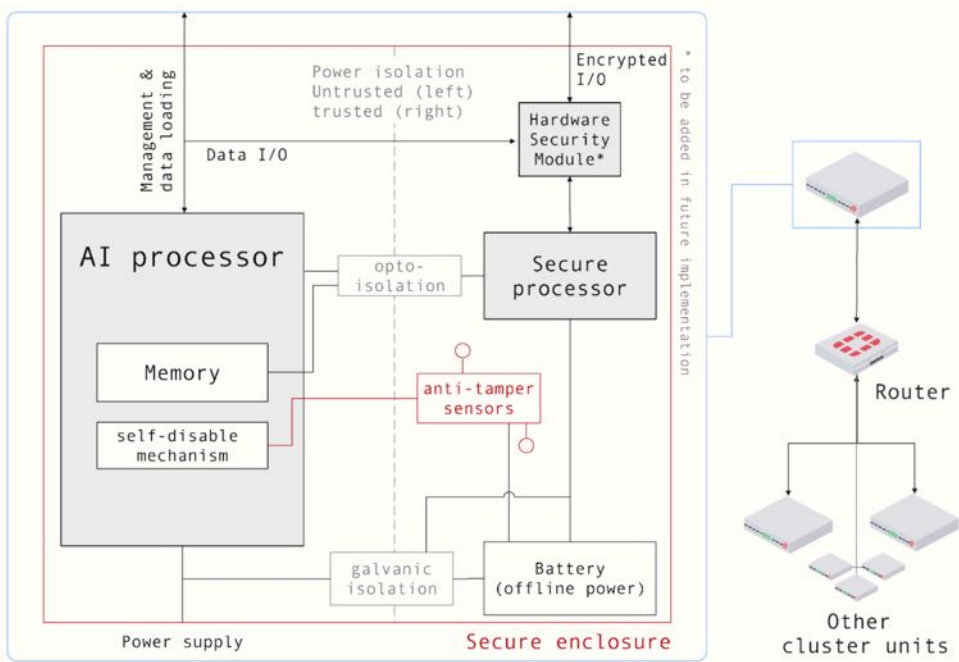 Management &
data loading
Power isolation
Untrusted (left)
trusted (right)
Encrypted
I/O
* to be added in future implementation
Data I/O
Hardware
Security
Module*
AI processor
opto-
isolation
Secure
processor
Memory
anti-tamper
sensors
self-disable
mechanism
galvanic
isolation
Battery
(offline power)
Power supply
Secure enclosure
Router
Other
cluster units